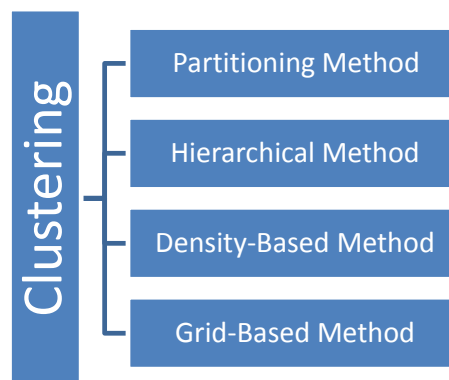 Clustering
Partitioning Method
Hierarchical Method
Density-Based Method
Grid-Based Method